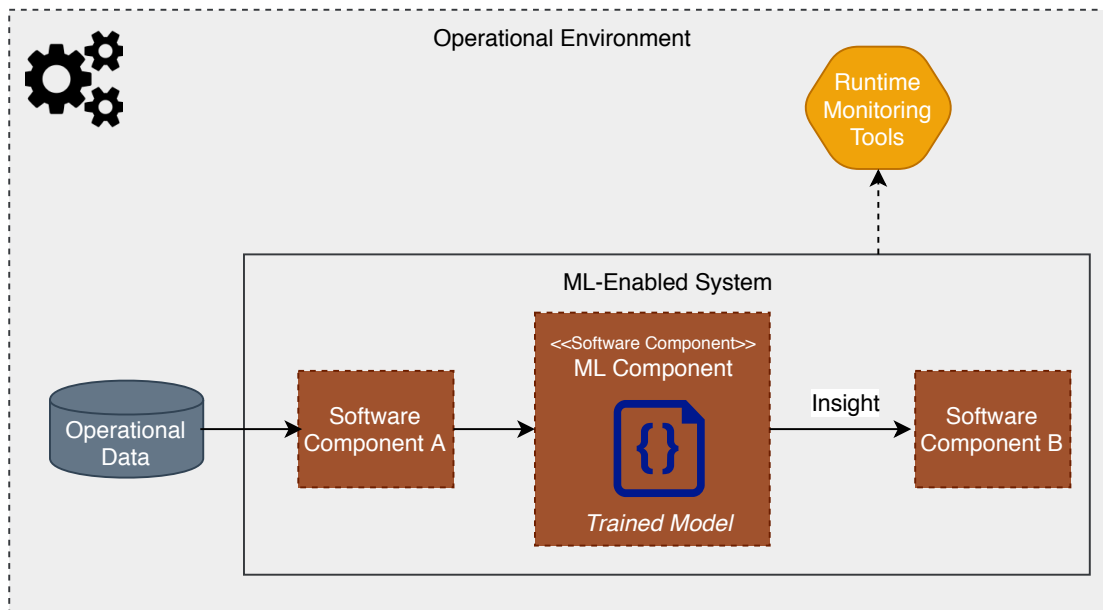 Operational Environment
Runtime
Monitoring
Tools
ML-Enabled System
<<Software Component>>
ML Component
{}
Trained Model
Operational
Data
Software
Component A
Insight
Software
Component B